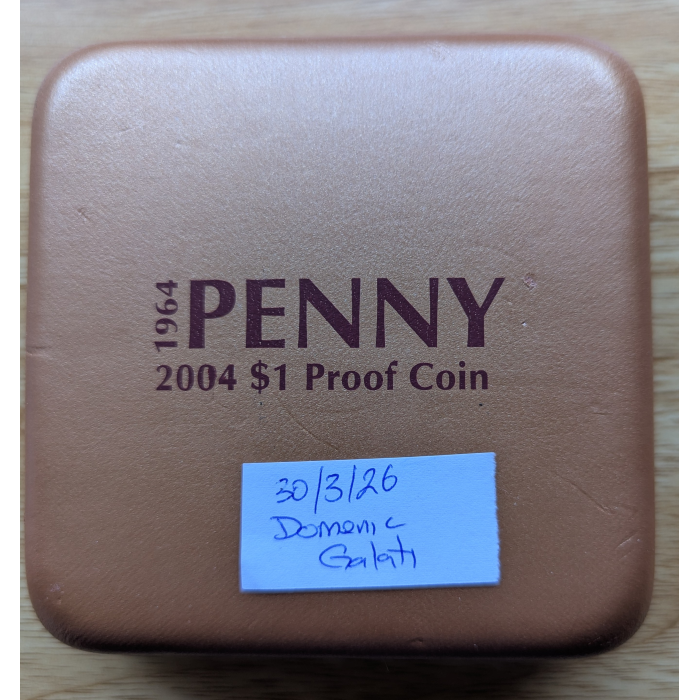 1964 PENNY
2004 $1 Proof Coin
30/3/26
Domenic
Galati